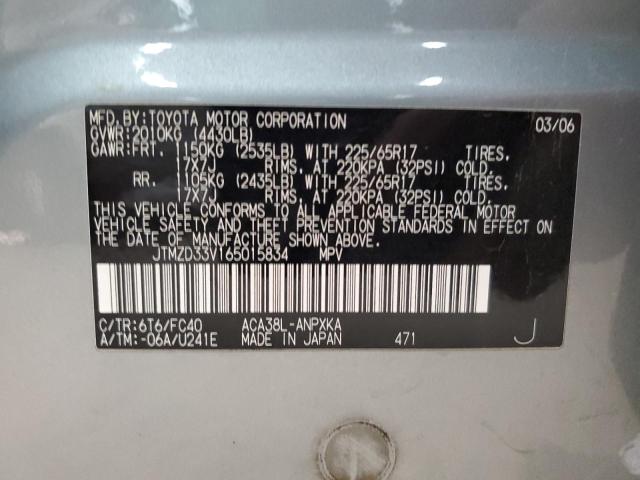 MFD.BY:TOYOTA MOTOR CORPORATION 03/06
GVWR:2010KG (4430LB)
GAWR:FRT. 1150KG (2535LB) WITH 225/65R17 TIRES,
17X7J RIMS, AT 220KPA (32PSI) COLD.
RR. 1105KG (2435LB) WITH 225/65R17 TIRES,
17X7J RIMS, AT 220KPA (32PSI) COLD.
THIS VEHICLE CONFORMS TO ALL APPLICABLE FEDERAL MOTOR
VEHICLE SAFETY AND THEFT PREVENTION STANDARDS IN EFFECT ON
THE DATE OF MANUFACTURE SHOWN ABOVE.
JTMZD33V165015834 MPV
C/TR:6T6/FC40 ACA38L-ANPXKA
A/TM:-06A/U241E MADE IN JAPAN 471 J